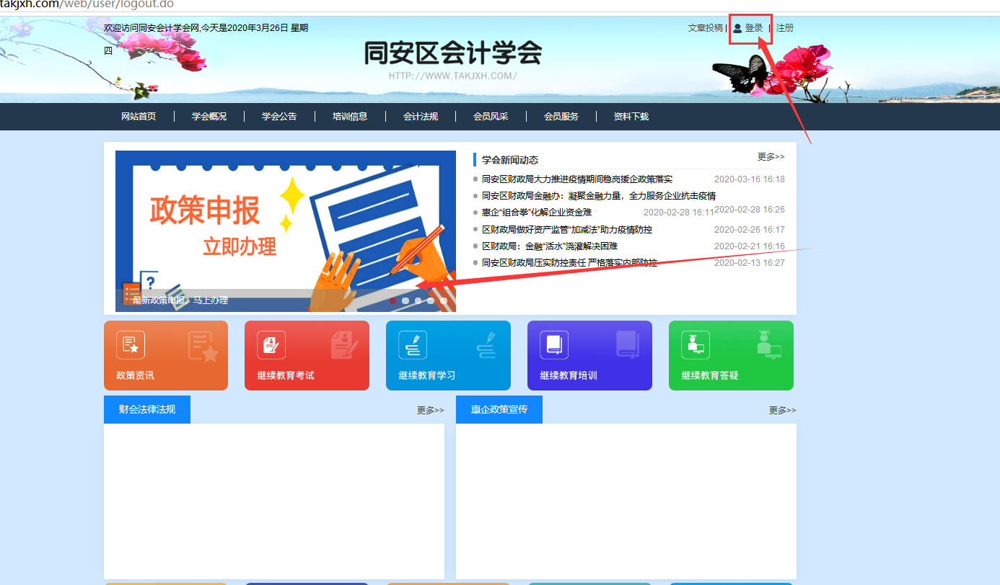 takjxh.com/web/user/logout.do
欢迎访问同安会计学会网,今天是2020年3月26日 星期
四
文章投稿 | 登录 | 注册
同安区会计学会
HTTP://WWW.TAKJXH.COM/
网站首页 学会概况 学会公告 培训信息 会计法规 会员风采 会员服务 资料下载
政策申报
立即办理
?
最新政策申报，马上办理
学会新闻动态 更多>>
同安区财政局大力推进疫情期间稳岗援企政策落实 2020-03-16 16:18
同安区财政局金融办：凝聚金融力量，全力服务企业抗击疫情
2020-02-28 16:26
惠企“组合拳”化解企业资金难 2020-02-28 16:11
区财政局做好资产监管“加减法”助力疫情防控 2020-02-26 16:17
区财政局：金融“活水”浇灌解决困难 2020-02-21 16:16
同安区财政局压实防控责任 严格落实内部防控 2020-02-13 16:27
政策资讯 继续教育考试 继续教育学习 继续教育培训 继续教育答疑
财会法律法规 更多>> 惠企政策宣传 更多>>